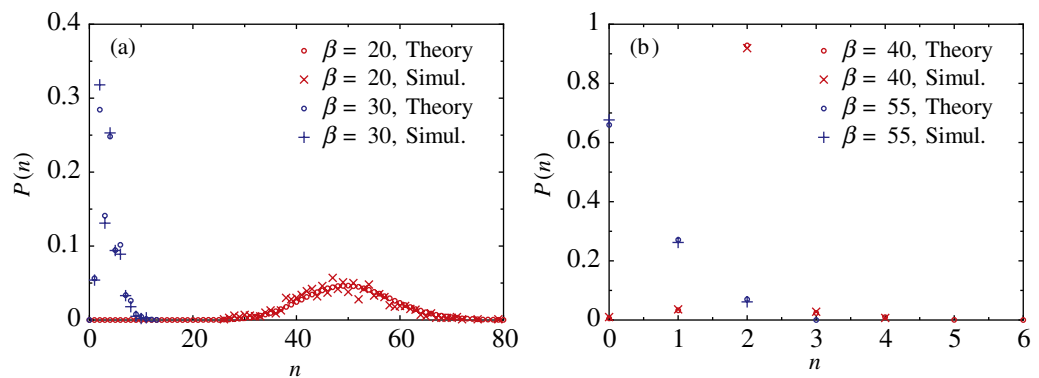 0.4
0.3
0.2
0.1
0
P(n)
0
20
40
60
80
n
(a)
β = 20, Theory
β = 20, Simul.
β = 30, Theory
β = 30, Simul.
1
0.8
0.6
0.4
0.2
0
P(n)
0
1
2
3
4
5
6
n
(b)
β = 40, Theory
β = 40, Simul.
β = 55, Theory
β = 55, Simul.